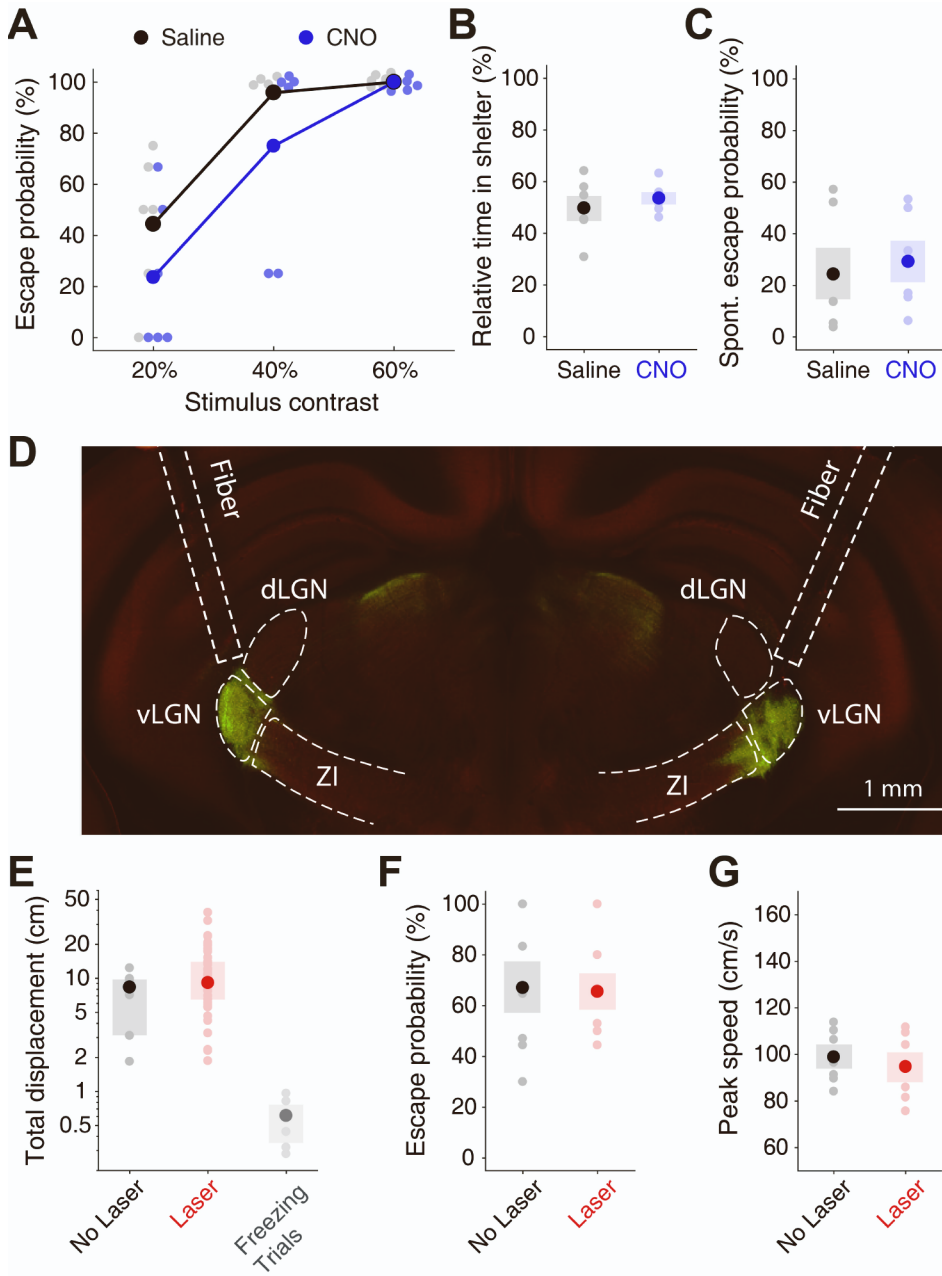 A
Saline
CNO
Escape probability (%)
100
80
60
40
20
0
20%
40%
60%
Stimulus contrast
B
Relative time in shelter (%)
100
80
60
40
20
0
Saline
CNO
C
Spont. escape probability (%)
100
80
60
40
20
0
Saline
CNO
D
Fiber
Fiber
dLGN
dLGN
vLGN
vLGN
ZI
ZI
1 mm
E
Total displacement (cm)
50
20
10
5
2
1
0.5
No Laser
Laser
Freezing
Trials
F
Escape probability (%)
100
80
60
40
20
0
No Laser
Laser
G
Peak speed (cm/s)
160
140
120
100
80
60
No Laser
Laser